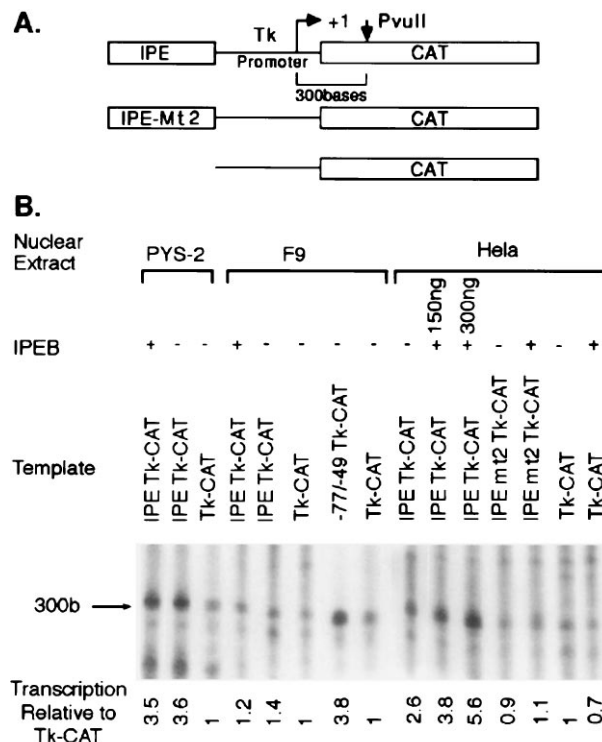 A.
Tk +1 PvuII
IPE Promoter CAT
300bases
IPE-Mt2 CAT
CAT
B.
Nuclear Extract
PYS-2 F9 Hela
IPEB + - - + - - - - - +150ng +300ng - + - +
Template
IPE Tk-CAT
IPE Tk-CAT
Tk-CAT
IPE Tk-CAT
IPE Tk-CAT
Tk-CAT
-77/-49 Tk-CAT
Tk-CAT
IPE Tk-CAT
IPE Tk-CAT
IPE Tk-CAT
IPE mt2 Tk-CAT
IPE mt2 Tk-CAT
Tk-CAT
Tk-CAT
300b
Transcription Relative to Tk-CAT
3.5 3.6 1 1.2 1.4 1 3.8 1 2.6 3.8 5.6 0.9 1.1 1 0.7